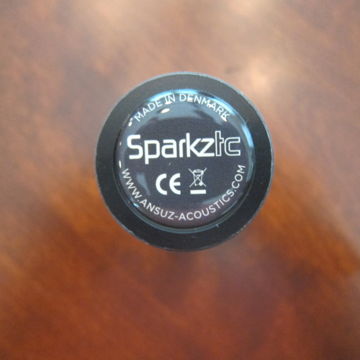 MADE IN DENMARK
Sparkztc
CE
WWW.ANSUZ-ACOUSTICS.COM